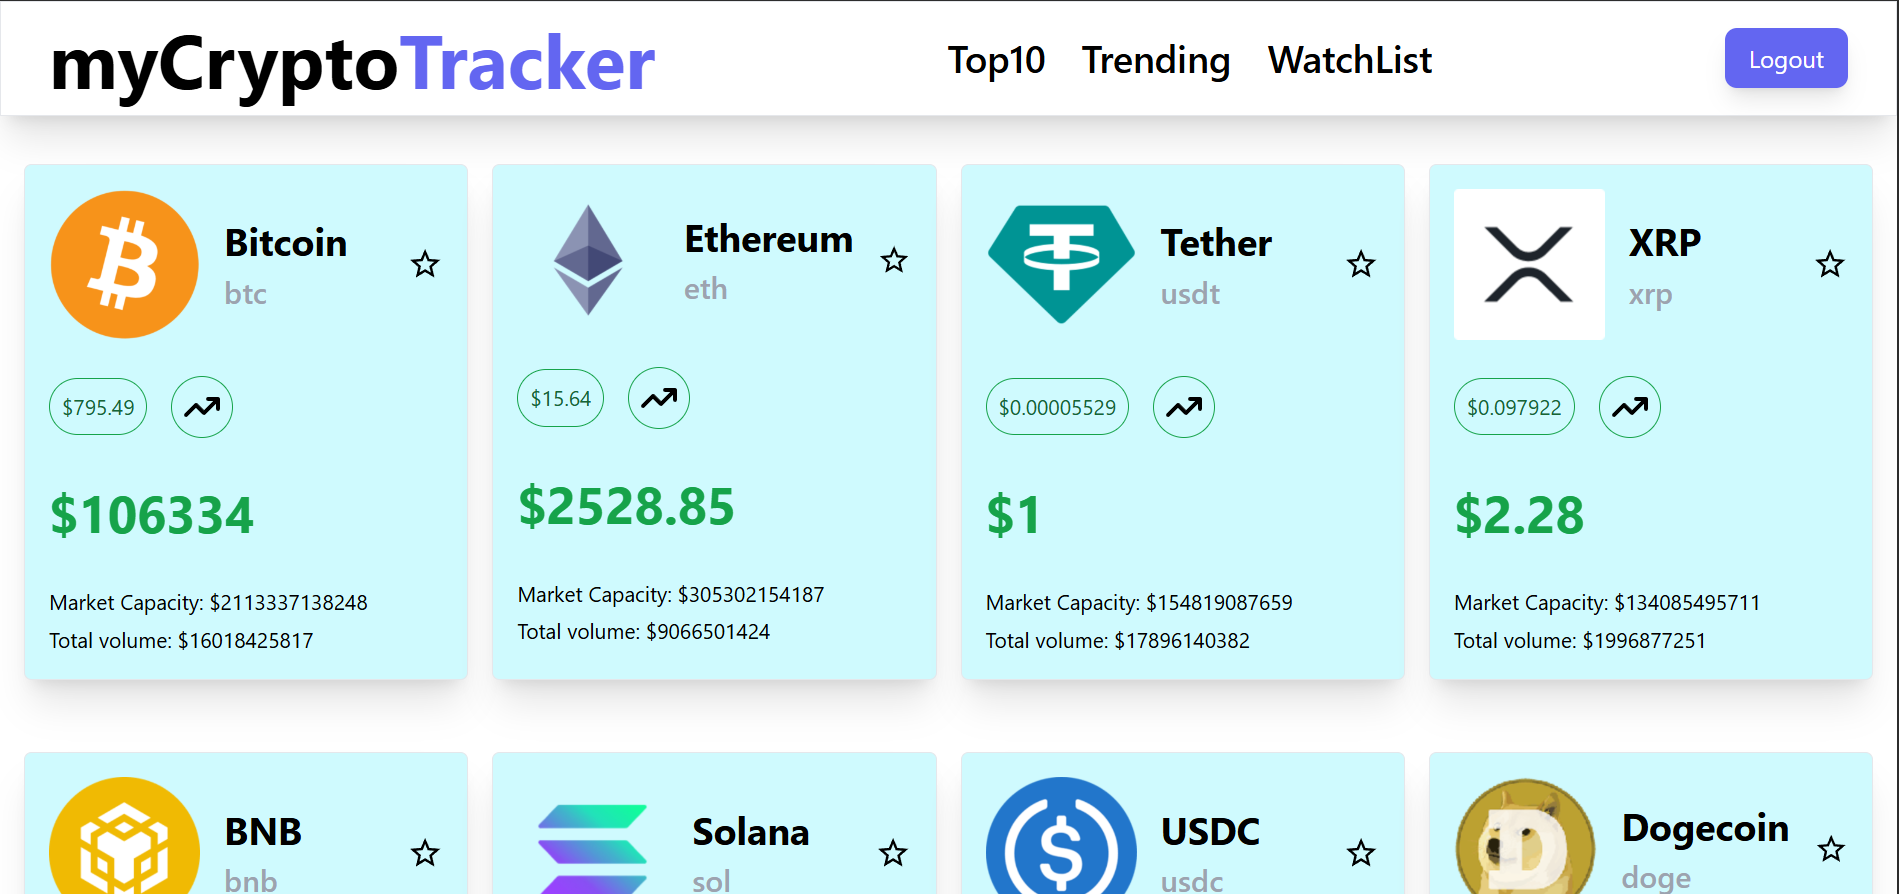 myCryptoTracker
Top10 Trending WatchList
Logout
Bitcoin
btc
$795.49
$106334
Market Capacity: $2113337138248
Total volume: $16018425817
Ethereum
eth
$15.64
$2528.85
Market Capacity: $305302154187
Total volume: $9066501424
Tether
usdt
$0.00005529
$1
Market Capacity: $154819087659
Total volume: $17896140382
XRP
xrp
$0.097922
$2.28
Market Capacity: $134085495711
Total volume: $1996877251
BNB
bnb
Solana
sol
USDC
usdc
Dogecoin
doge